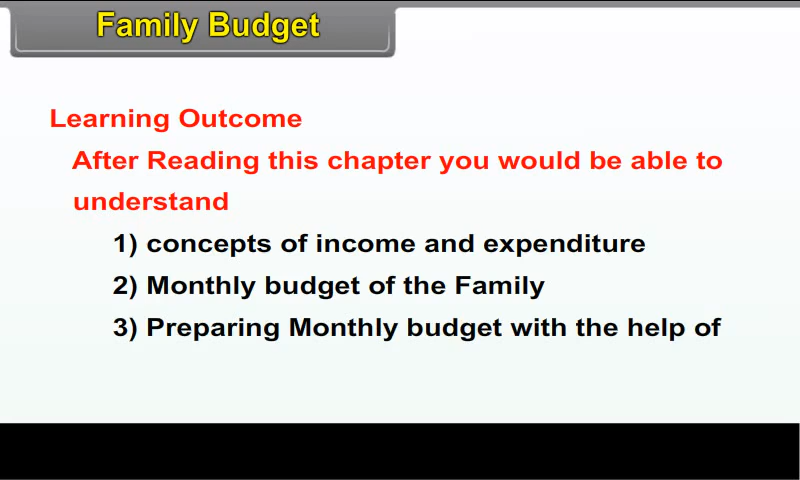 Family Budget
Learning Outcome
After Reading this chapter you would be able to
understand
1) concepts of income and expenditure
2) Monthly budget of the Family
3) Preparing Monthly budget with the help of